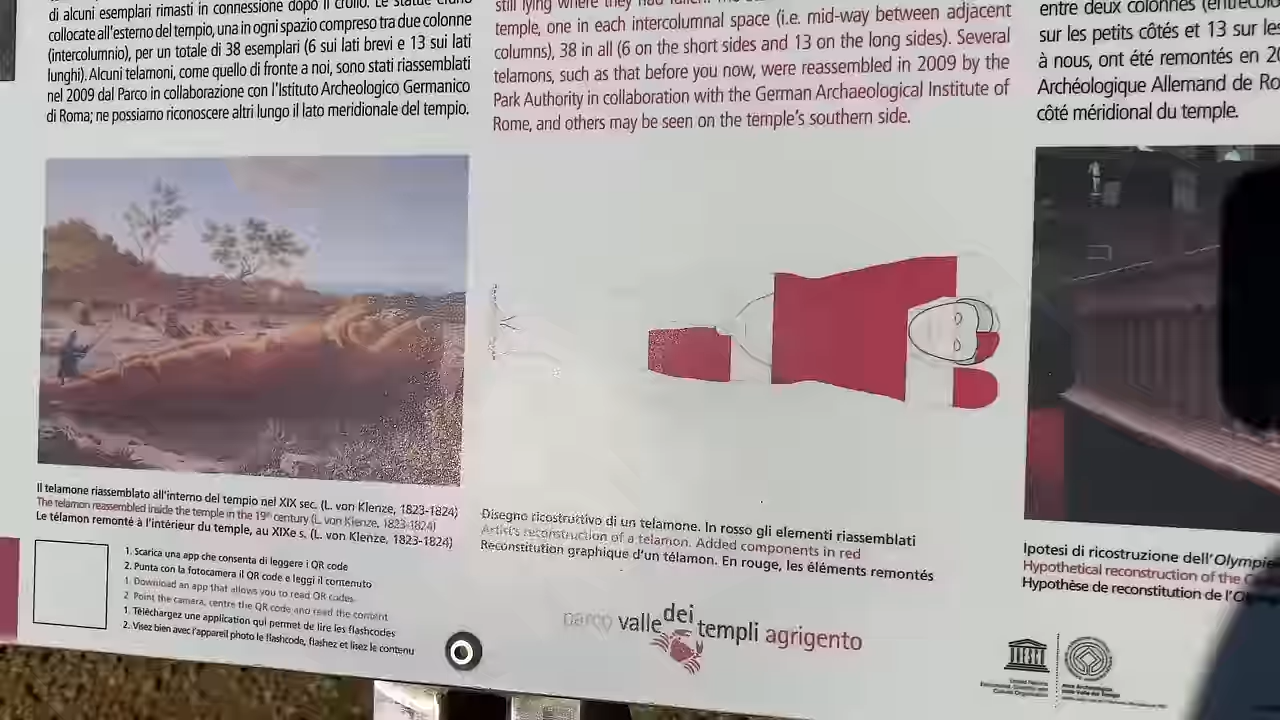 di alcuni esemplari rimasti in connessione dopo il crollo. Le statue erano
collocate all'esterno del tempio, una in ogni spazio compreso tra due colonne
(intercolumnio), per un totale di 38 esemplari (6 sui lati brevi e 13 sui lati
lunghi). Alcuni telamoni, come quello di fronte a noi, sono stati riassemblati
nel 2009 dal Parco in collaborazione con l'Istituto Archeologico Germanico
di Roma; ne possiamo riconoscere altri lungo il lato meridionale del tempio.
still lying where they had
temple, one in each intercolumnal space (i.e. mid-way between adjacent
columns), 38 in all (6 on the short sides and 13 on the long sides). Several
telamons, such as that before you now, were reassembled in 2009 by the
Park Authority in collaboration with the German Archaeological Institute of
Rome, and others may be seen on the temple's southern side.
entre deux colonnes
sur les petits côtés et 13 sur les
à nous, ont été remontés en 20
Archéologique Allemand de Ro
côté méridional du temple.
Il telamone riassemblato all'interno del tempio nel XIX sec. (L. von Klenze, 1823-1824)
The telamon reassembled inside the temple in the 19th century (L. von Klenze, 1823-1824)
Le télamon remonté à l'intérieur du temple, au XIXe s. (L. von Klenze, 1823-1824)
1. Scarica una app che consenta di leggere i QR code
2. Punta con la fotocamera il QR code e leggi il contenuto
1. Download an app that allows you to read QR codes
2. Point the camera, centre the QR code and read the content
1. Téléchargez une application qui permet de lire les flashcodes
2. Visez bien avec l'appareil photo le flashcode, flashez et lisez le contenu
Disegno ricostruttivo di un telamone. In rosso gli elementi riassemblati
Artist's reconstruction of a telamon. Added components in red
Reconstitution graphique d'un télamon. En rouge, les éléments remontés
parco valle dei templi agrigento
Ipotesi di ricostruzione dell'Olympie
Hypothetical reconstruction of the
Hypothèse de reconstitution de l'O